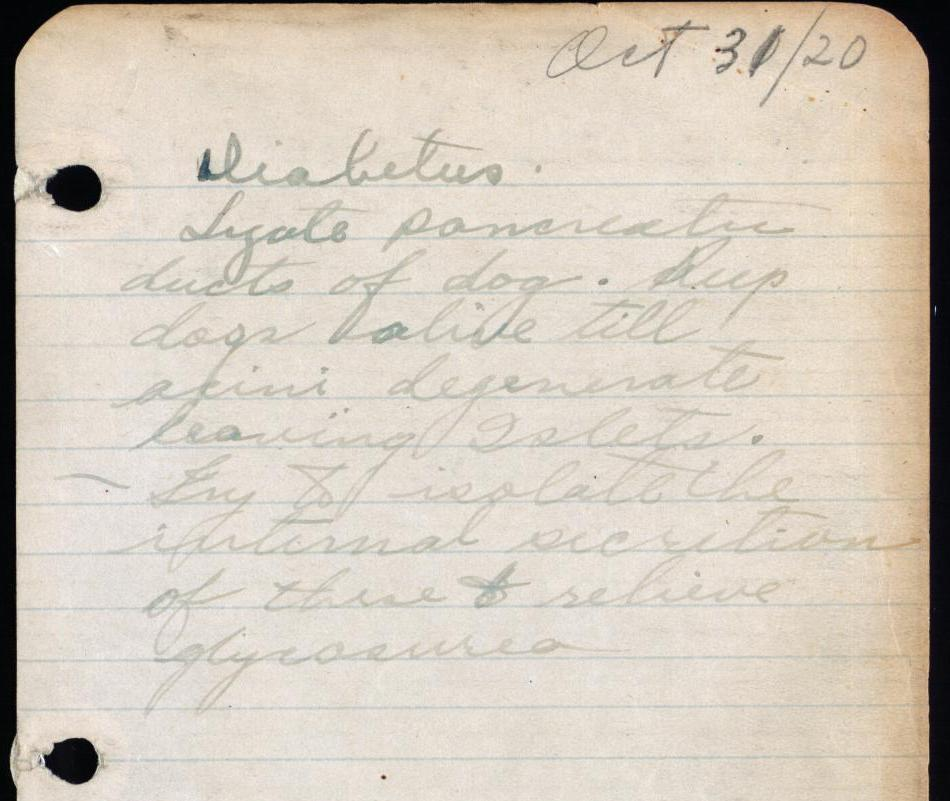 Oct 31/20
Diabetus.
Ligate pancreatic
ducts of dog. Keep
dogs alive till
acini degenerate
leaving Islets.
Try to isolate the
internal secretion
of these to relieve
glycosurea